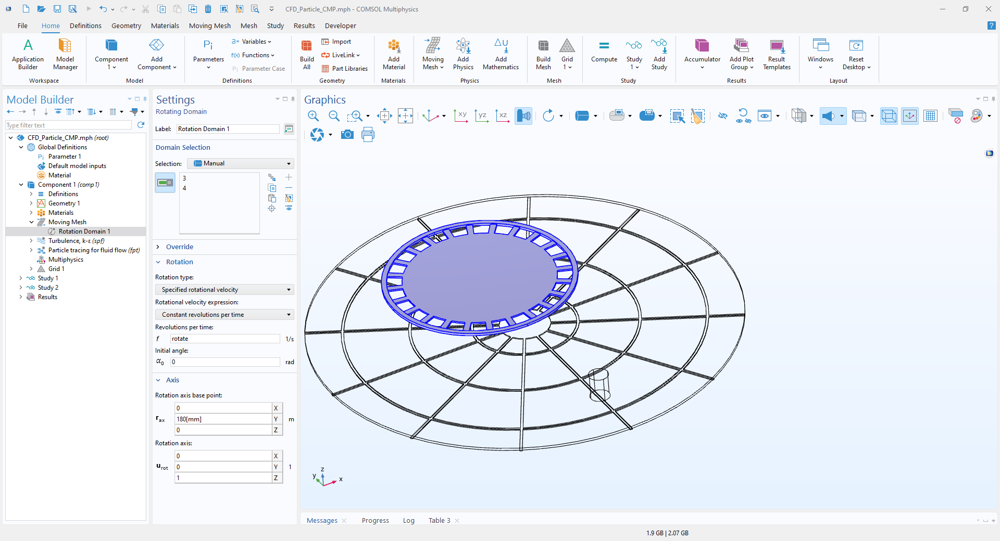 CFD_Particle_CMP.mph - COMSOL Multiphysics
File Home Definitions Geometry Materials Moving Mesh Mesh Study Results Developer
?
Application Builder
Model Manager
Workspace
Component 1
Add Component
Model
Pi
Parameters
a= Variables
f(x) Functions
Pi Parameter Case
Definitions
Build All
Import
LiveLink
Part Libraries
Geometry
Add Material
Materials
Moving Mesh
Add Physics
Add Mathematics
Physics
Build Mesh
Grid 1
Mesh
Compute
Study 1
Add Study
Study
Accumulator
Add Plot Group
Result Templates
Results
Windows
Reset Desktop
Layout
Model Builder
Type filter text
CFD_Particle_CMP.mph (root)
Global Definitions
Pi Parameter 1
Default model inputs
Material
Component 1 (comp1)
Definitions
Geometry 1
Materials
Moving Mesh
Rotation Domain 1
Turbulence, k-ε (spf)
Particle tracing for fluid flow (fpt)
Multiphysics
Grid 1
Study 1
Study 2
Results
Settings
Rotating Domain
Label: Rotation Domain 1
Domain Selection
Selection: Manual
3
4
Override
Rotation
Rotation type:
Specified rotational velocity
Rotational velocity expression:
Constant revolutions per time
Revolutions per time:
f rotate 1/s
Initial angle:
α0 0 rad
Axis
Rotation axis base point:
0 X
rax 180[mm] Y m
0 Z
Rotation axis:
0 X
urot 0 Y 1
1 Z
Graphics
xy yz xz
z
y
x
Messages Progress Log Table 3
1.9 GB | 2.07 GB